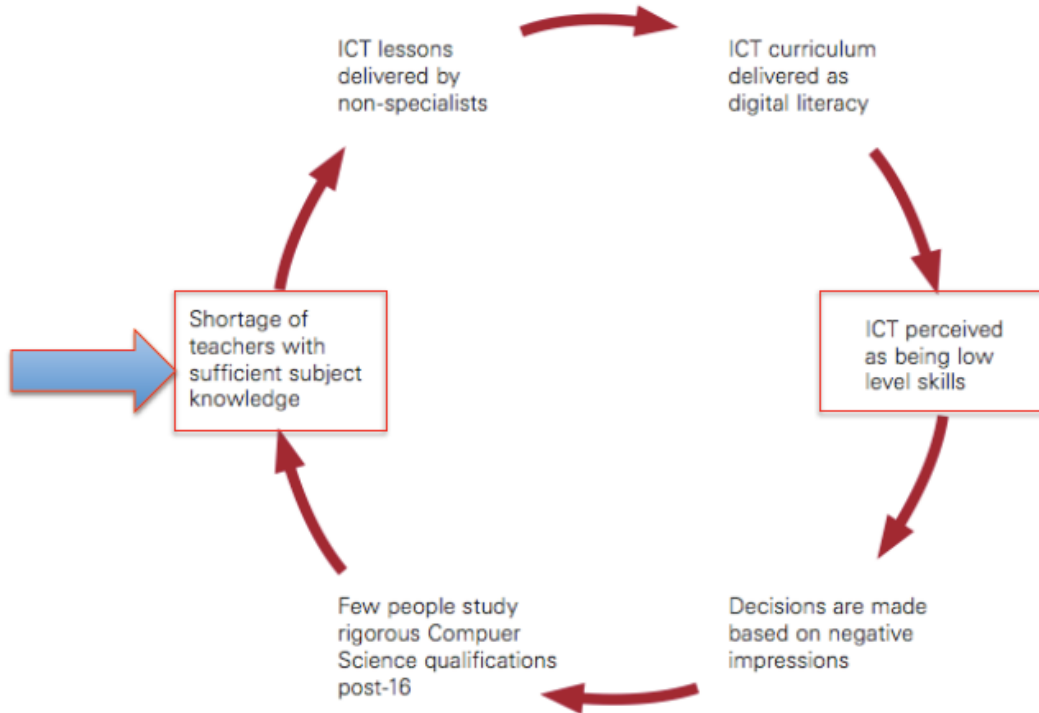 ICT lessons
delivered by
non-specialists
ICT curriculum
delivered as
digital literacy
Shortage of
teachers with
sufficient subject
knowledge
ICT perceived
as being low
level skills
Few people study
rigorous Compuer
Science qualifications
post-16
Decisions are made
based on negative
impressions